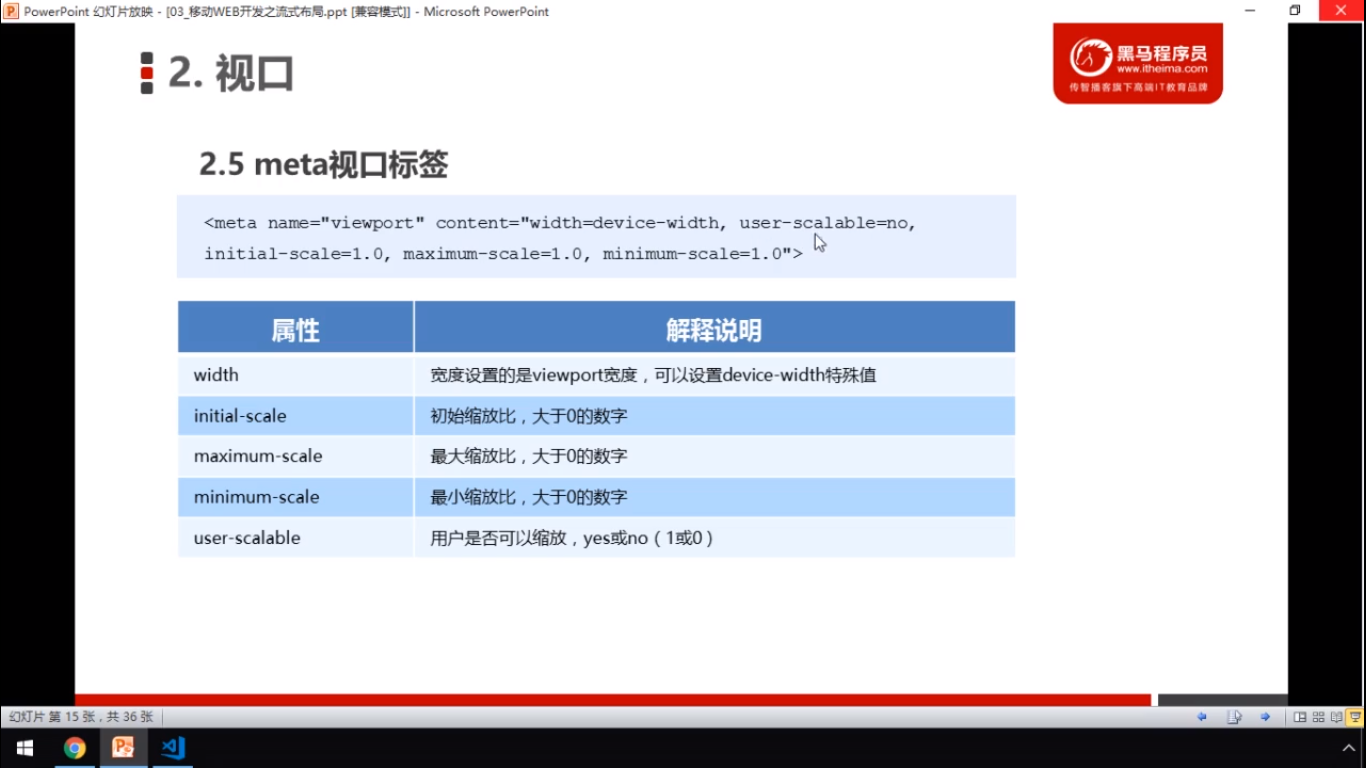 PowerPoint 幻灯片放映 - [03_移动WEB开发之流式布局.ppt [兼容模式]] - Microsoft PowerPoint
2. 视口
黑马程序员
www.itheima.com
传智播客旗下高端IT教育品牌
2.5 meta视口标签
<meta name="viewport" content="width=device-width, user-scalable=no,
initial-scale=1.0, maximum-scale=1.0, minimum-scale=1.0">
属性 解释说明
width 宽度设置的是viewport宽度，可以设置device-width特殊值
initial-scale 初始缩放比，大于0的数字
maximum-scale 最大缩放比，大于0的数字
minimum-scale 最小缩放比，大于0的数字
user-scalable 用户是否可以缩放，yes或no（1或0）
幻灯片 第 15 张，共 36 张